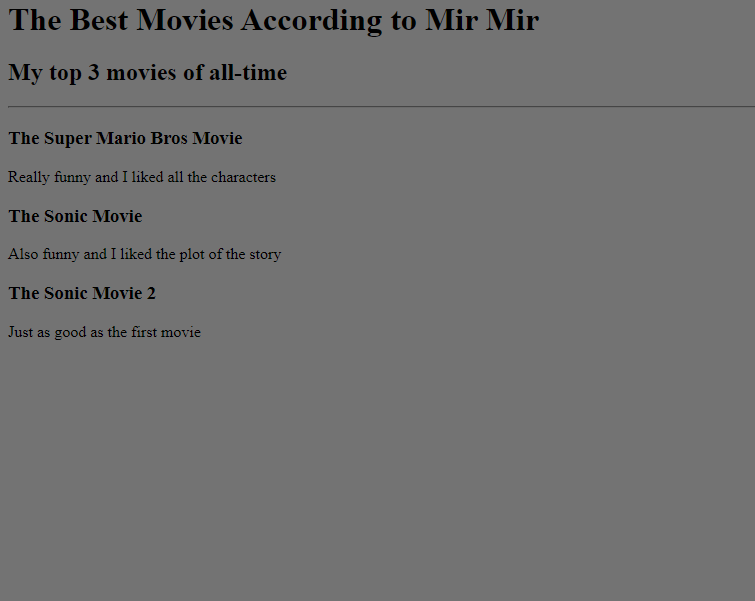 The Best Movies According to Mir Mir
My top 3 movies of all-time
The Super Mario Bros Movie
Really funny and I liked all the characters
The Sonic Movie
Also funny and I liked the plot of the story
The Sonic Movie 2
Just as good as the first movie